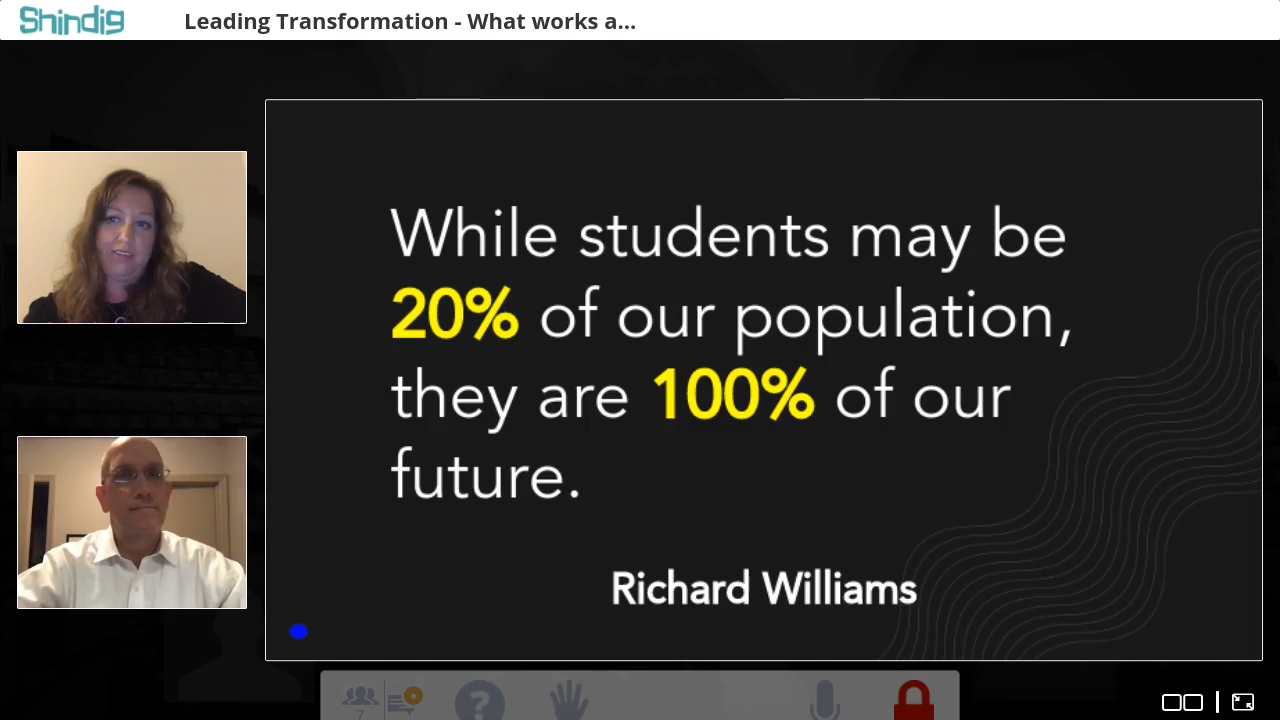 Shindig
Leading Transformation - What works a...
While students may be
20% of our population,
they are 100% of our
future.
Richard Williams
7
?